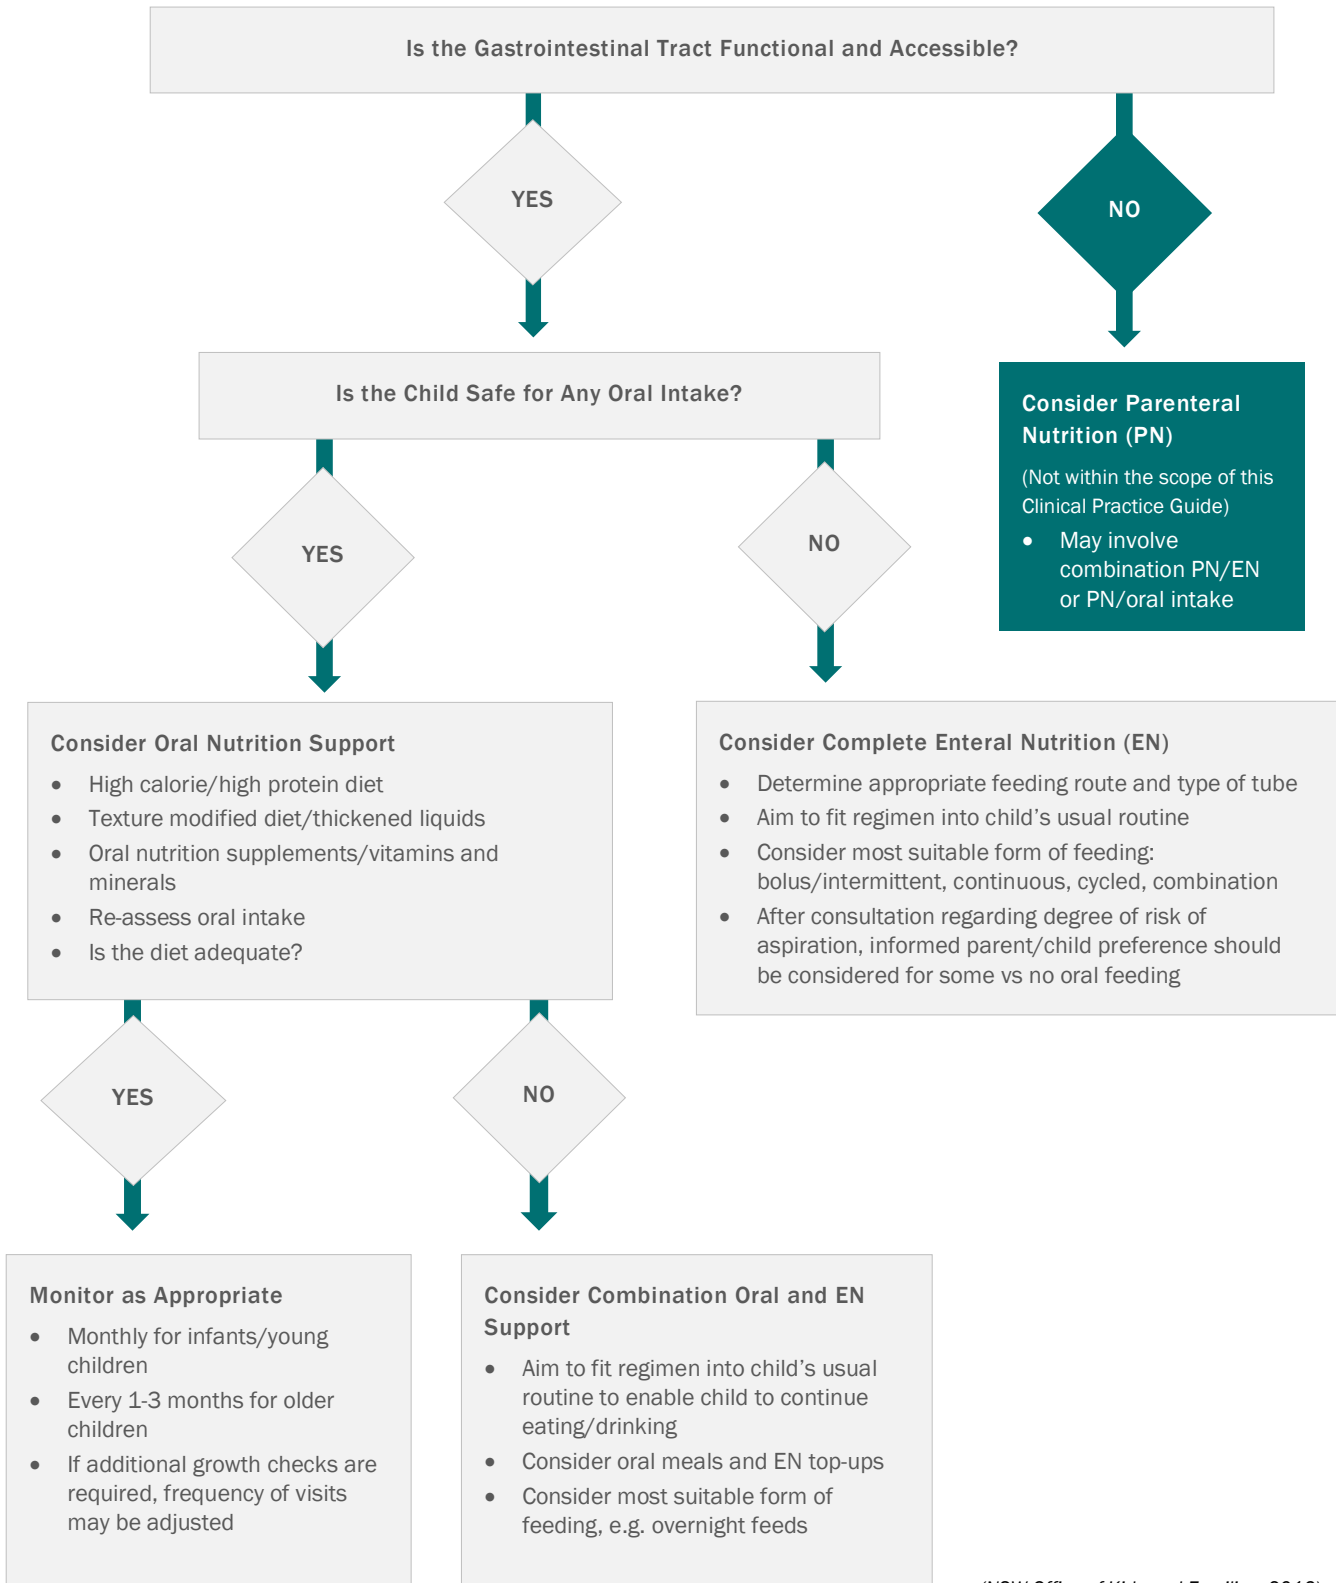 Is the Gastrointestinal Tract Functional and Accessible?
YES
NO
Is the Child Safe for Any Oral Intake?
Consider Parenteral
Nutrition (PN)
(Not within the scope of this
Clinical Practice Guide)
• May involve
combination PN/EN
or PN/oral intake
YES
NO
Consider Oral Nutrition Support
• High calorie/high protein diet
• Texture modified diet/thickened liquids
• Oral nutrition supplements/vitamins and
minerals
• Re-assess oral intake
• Is the diet adequate?
Consider Complete Enteral Nutrition (EN)
• Determine appropriate feeding route and type of tube
• Aim to fit regimen into child’s usual routine
• Consider most suitable form of feeding:
bolus/intermittent, continuous, cycled, combination
• After consultation regarding degree of risk of
aspiration, informed parent/child preference should
be considered for some vs no oral feeding
YES
NO
Monitor as Appropriate
• Monthly for infants/young
children
• Every 1-3 months for older
children
• If additional growth checks are
required, frequency of visits
may be adjusted
Consider Combination Oral and EN
Support
• Aim to fit regimen into child’s usual
routine to enable child to continue
eating/drinking
• Consider oral meals and EN top-ups
• Consider most suitable form of
feeding, e.g. overnight feeds